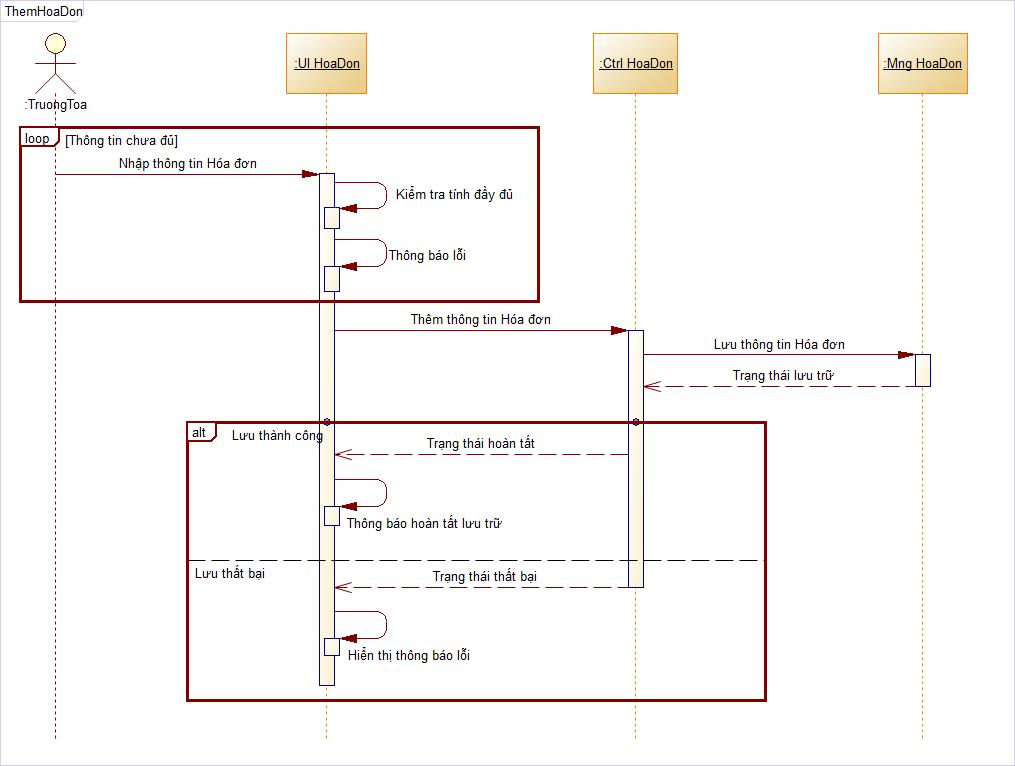 ThemHoaDon
:TruongToa
:UI HoaDon
:Ctrl HoaDon
:Mng HoaDon
loop
[Thông tin chưa đủ]
Nhập thông tin Hóa đơn
Kiểm tra tính đầy đủ
Thông báo lỗi
Thêm thông tin Hóa đơn
Lưu thông tin Hóa đơn
Trạng thái lưu trữ
alt
Lưu thành công
Trạng thái hoàn tất
Thông báo hoàn tất lưu trữ
Lưu thất bại
Trạng thái thất bại
Hiển thị thông báo lỗi